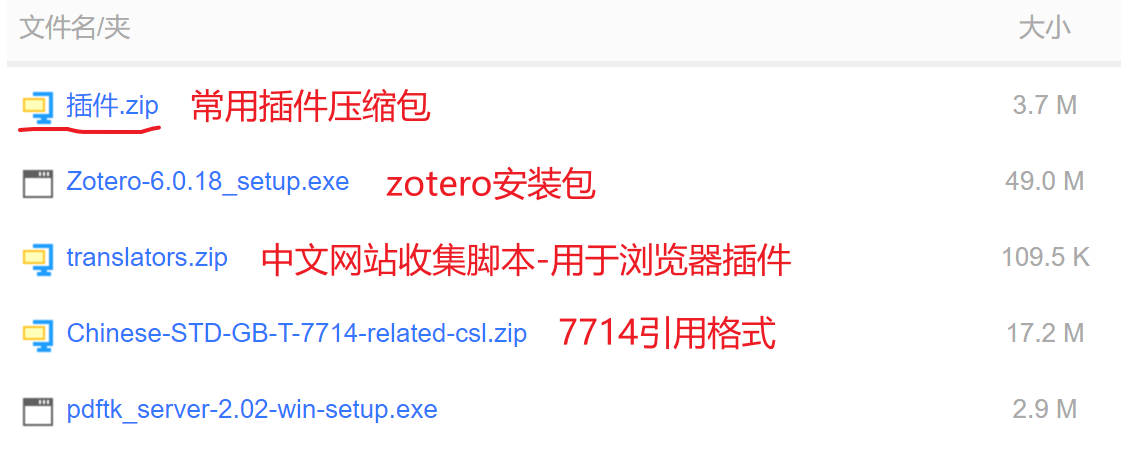 文件名/夹 大小
插件.zip 常用插件压缩包 3.7 M
Zotero-6.0.18_setup.exe zotero安装包 49.0 M
translators.zip 中文网站收集脚本-用于浏览器插件 109.5 K
Chinese-STD-GB-T-7714-related-csl.zip 7714引用格式 17.2 M
pdftk_server-2.02-win-setup.exe 2.9 M